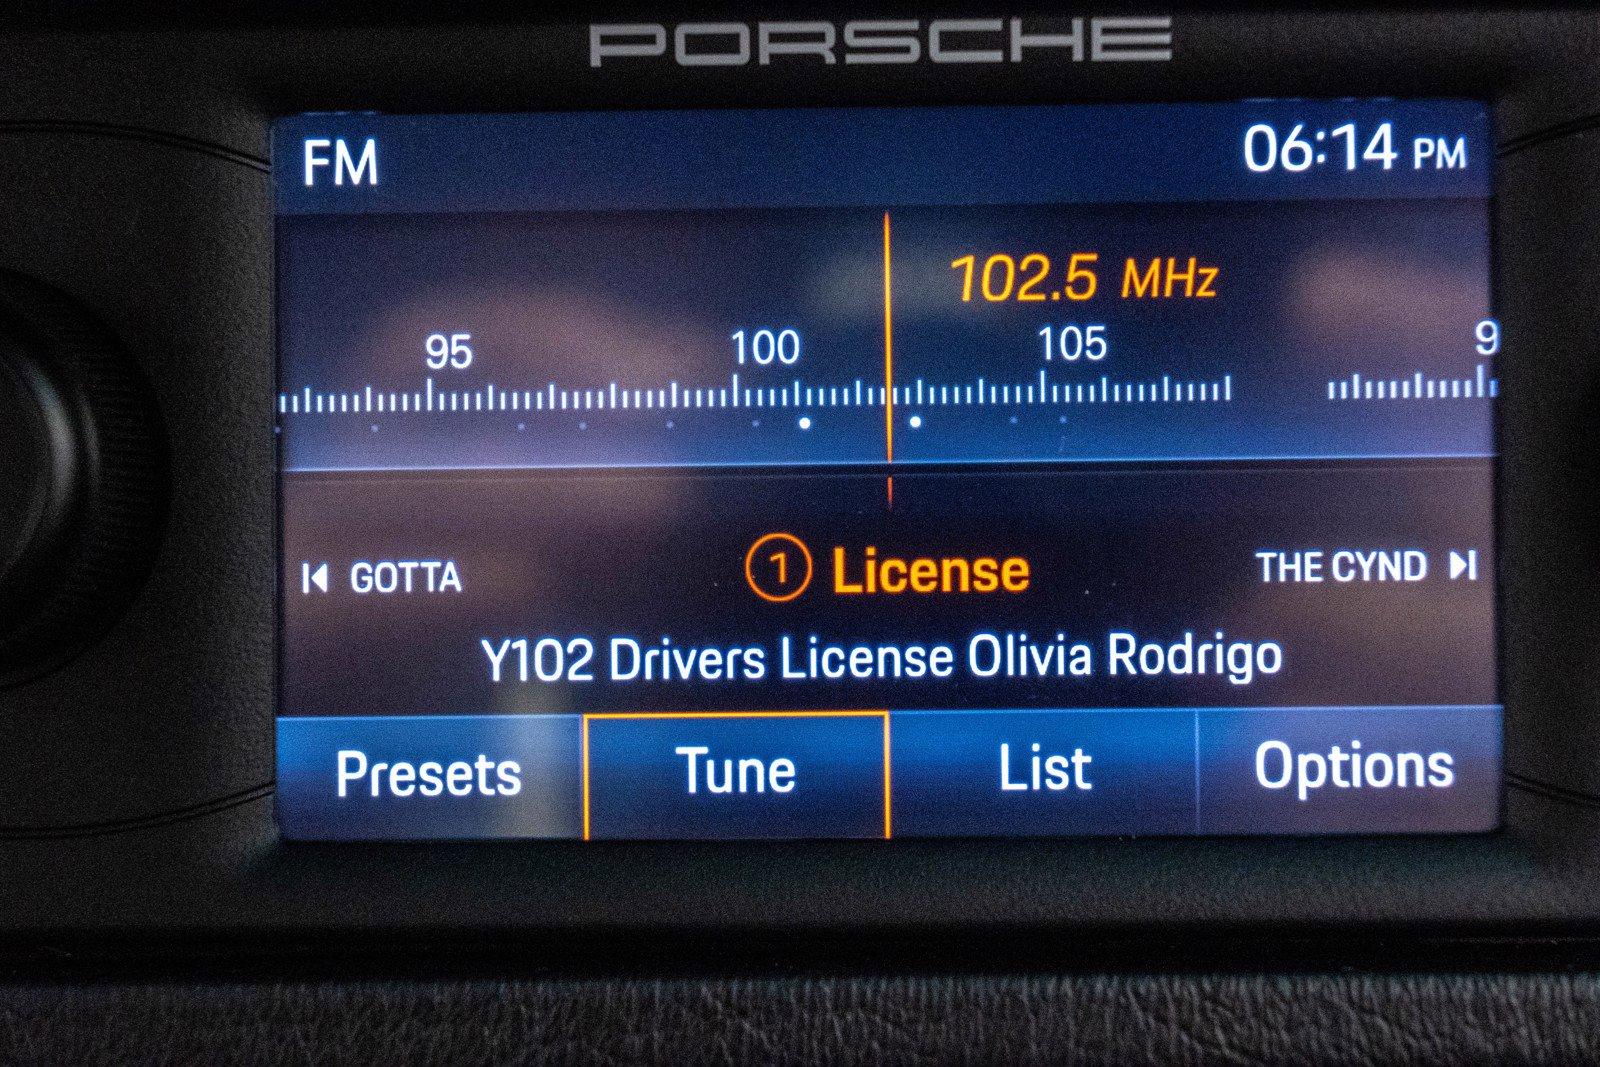 PORSCHE
FM 06:14 PM
102.5 MHz
95 100 105 9
GOTTA 1 License THE CYND
Y102 Drivers License Olivia Rodrigo
Presets Tune List Options